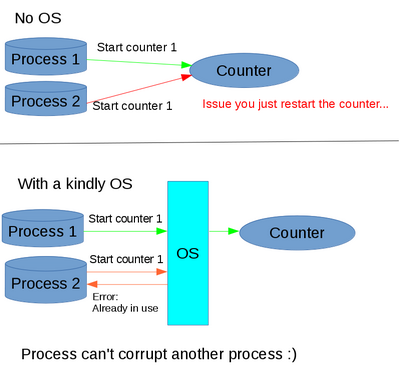 No OS
Process 1
Start counter 1
Counter
Process 2
Start counter 1
Issue you just restart the counter...
With a kindly OS
Process 1
Start counter 1
OS
Counter
Process 2
Start counter 1
Error:
Already in use
Process can't corrupt another process :)